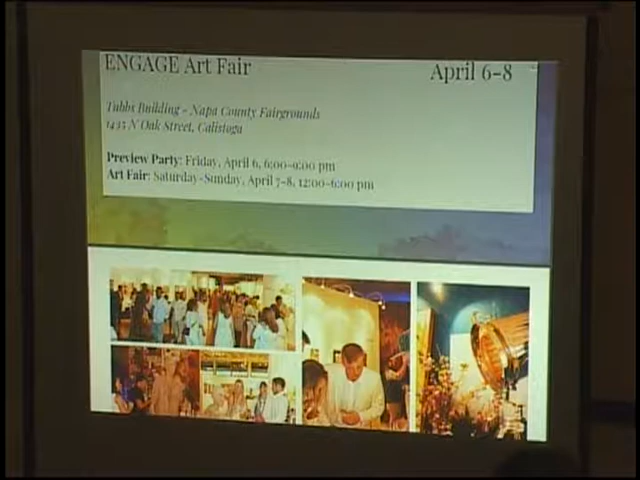 ENGAGE Art Fair
April 6-8
Tubbs Building - Napa County Fairgrounds
1435 N Oak Street, Calistoga
Preview Party: Friday, April 6, 6:00-9:00 pm
Art Fair: Saturday-Sunday, April 7-8, 12:00-6:00 pm